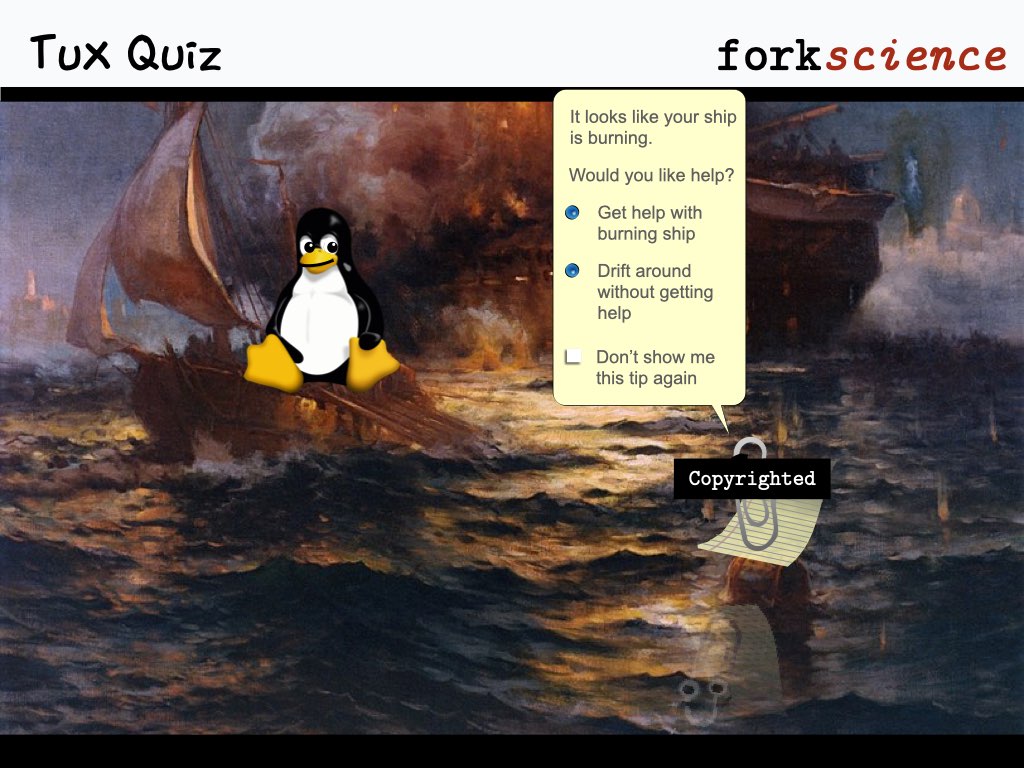 Tux Quiz
forkscience
It looks like your ship
is burning.
Would you like help?
Get help with
burning ship
Drift around
without getting
help
Don’t show me
this tip again
Copyrighted